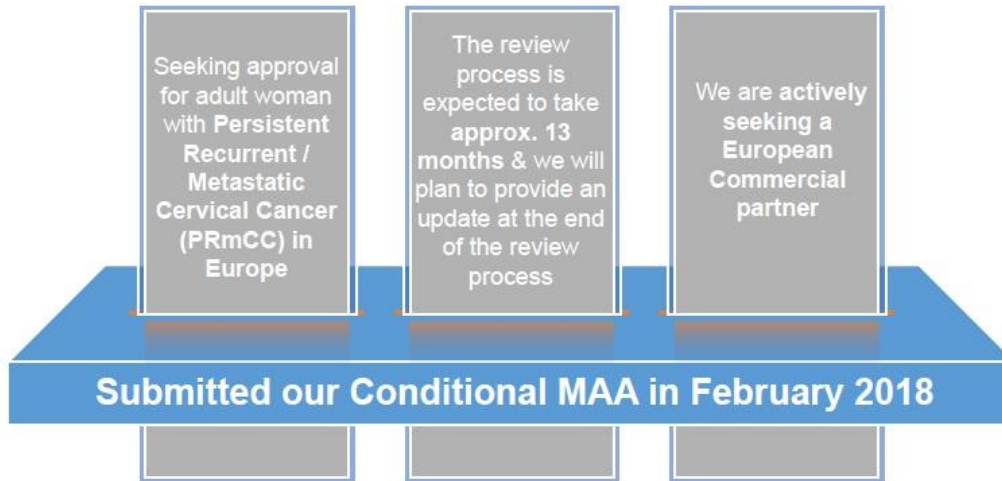 Seeking approval
for adult woman
with Persistent
Recurrent /
Metastatic
Cervical Cancer
(PRmCC) in
Europe
The review
process is
expected to take
approx. 13
months & we will
plan to provide an
update at the end
of the review
process
We are actively
seeking a
European
Commercial
partner
Submitted our Conditional MAA in February 2018